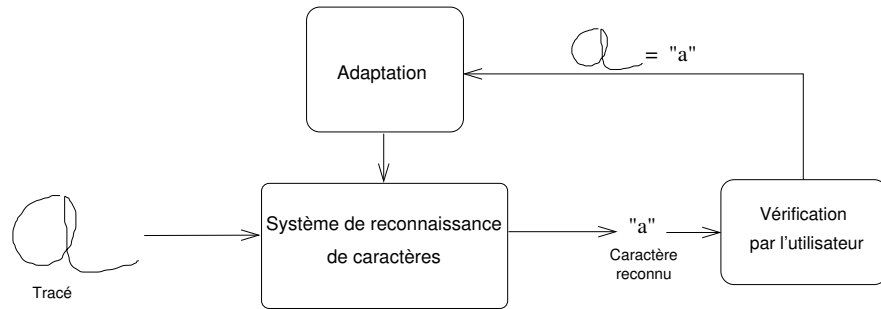 Adaptation
= "a"
Système de reconnaissance
de caractères
"a"
Caractère
reconnu
Vérification
par l'utilisateur
a
Tracé